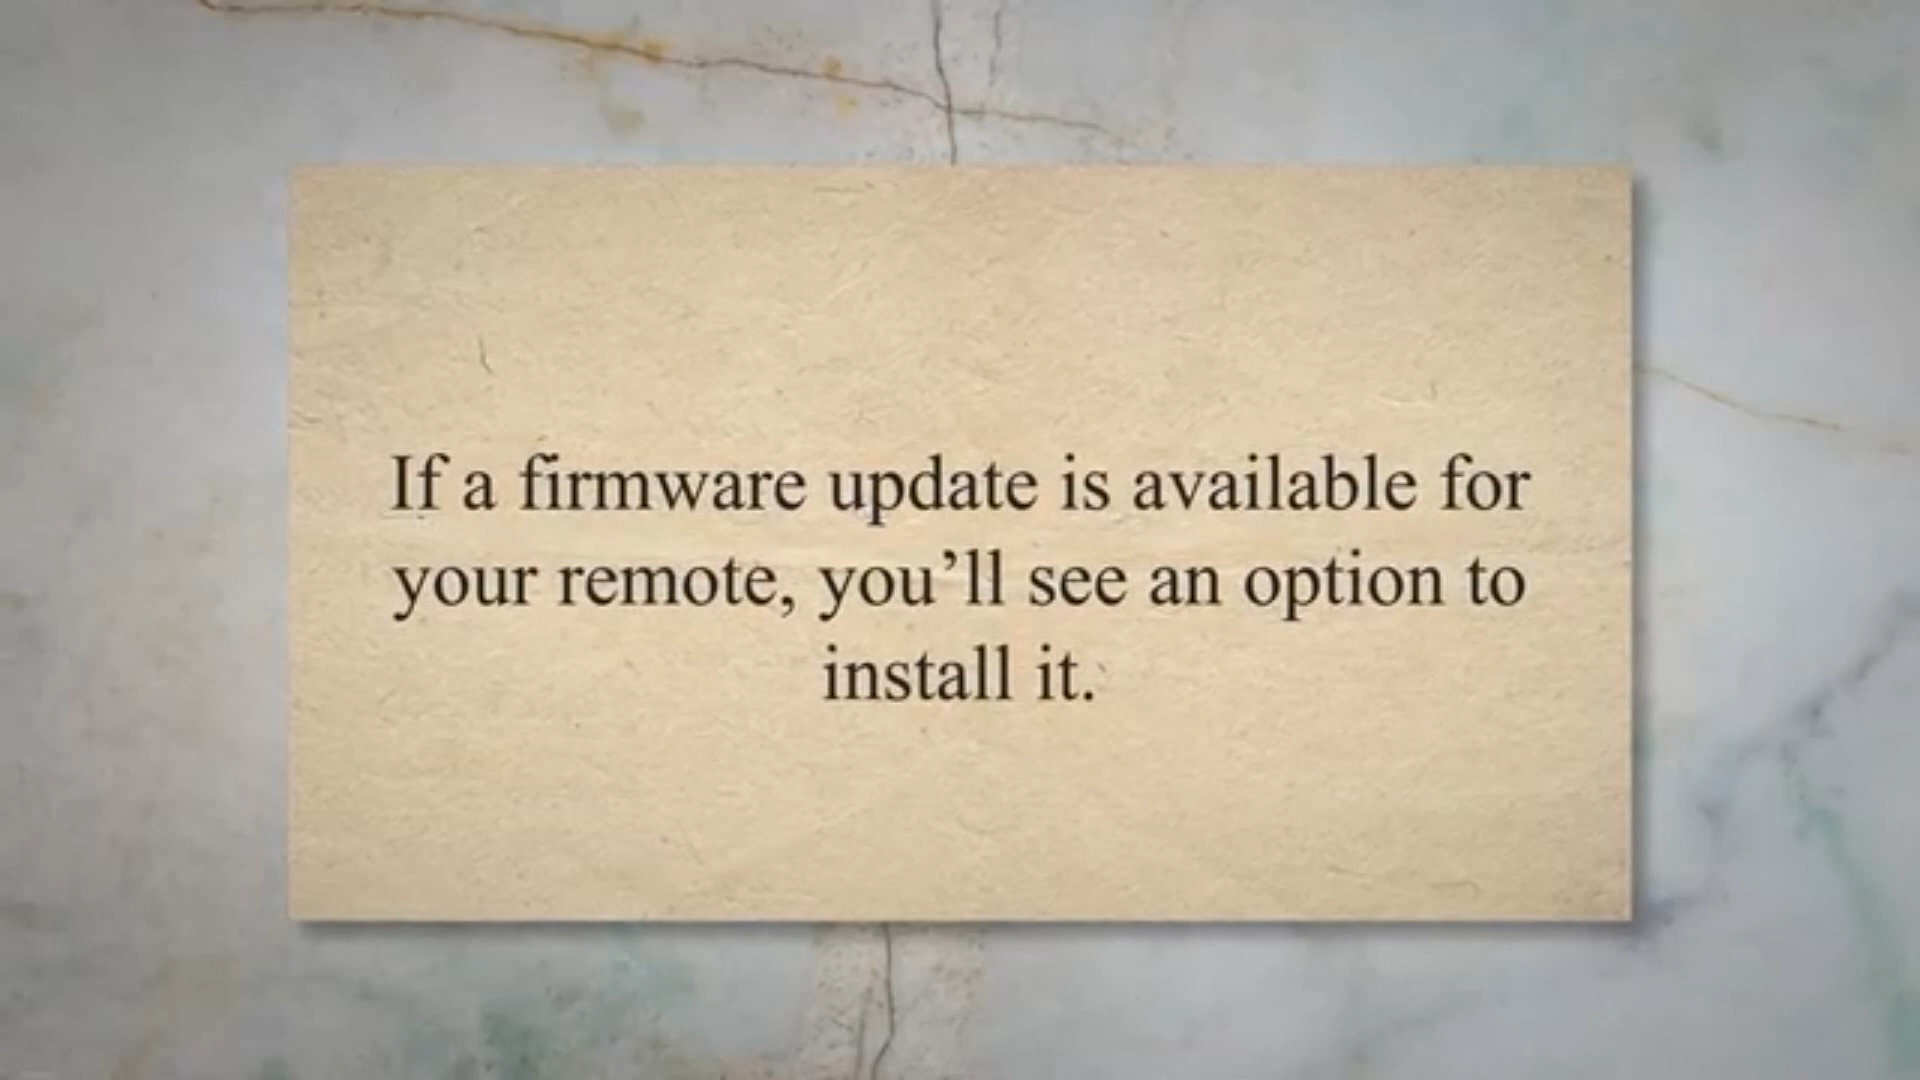 If a firmware update is available for
your remote, you’ll see an option to
install it.